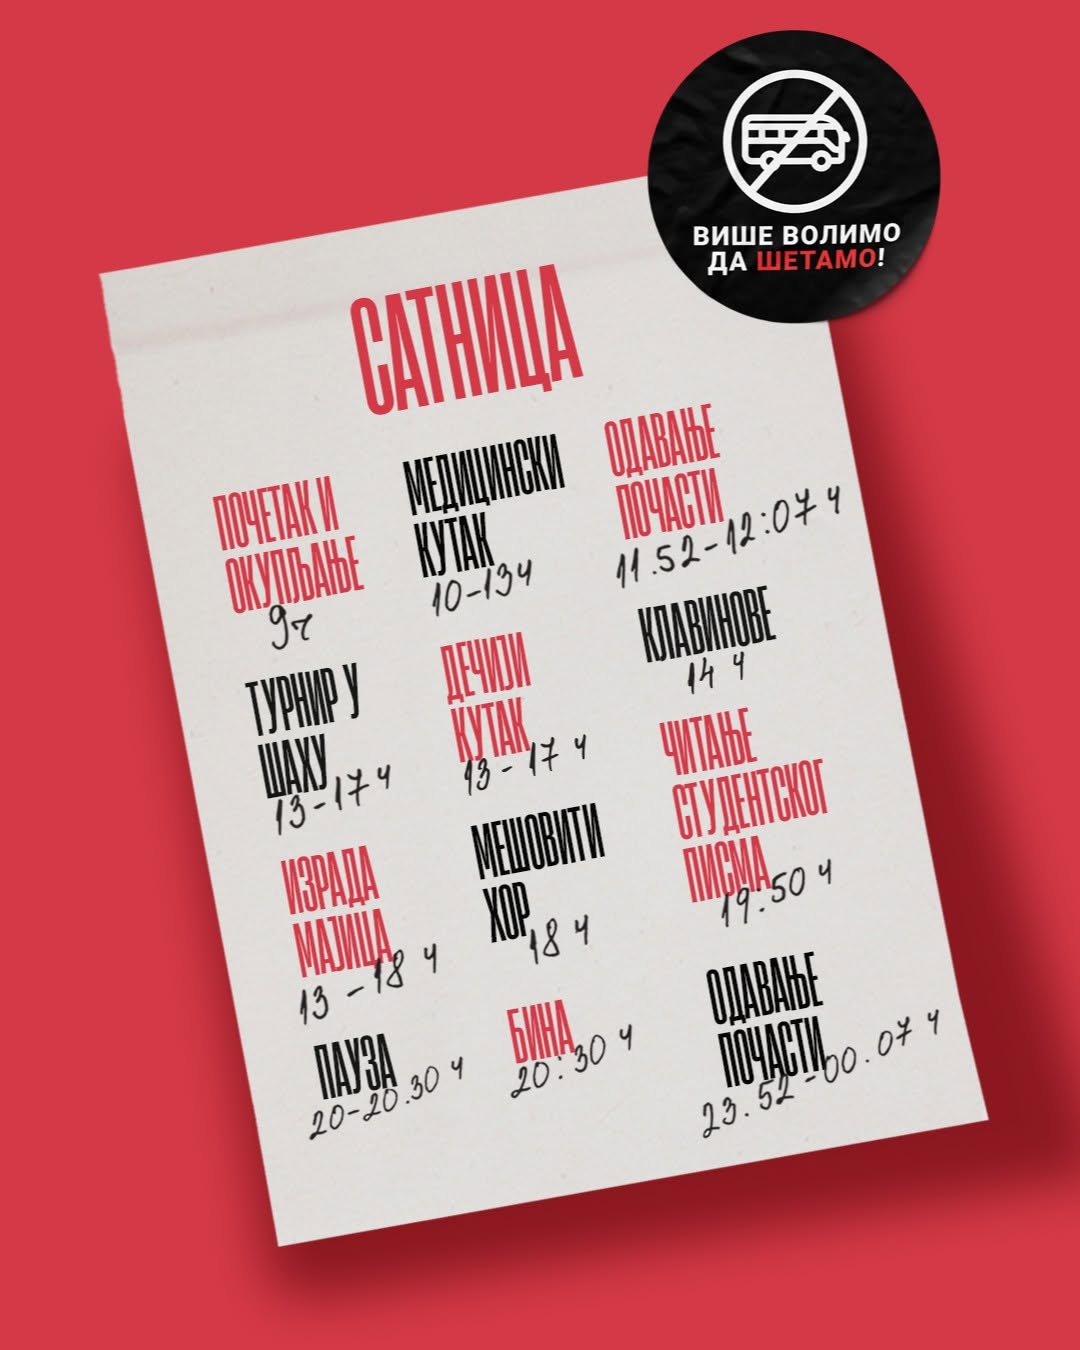 ВИШЕ ВОЛИМО
ДА ШЕТАМО!
САТНИЦА
ПОЧЕТАК И
ОКУПЉАЊЕ
9ч
ТУРНИР У
ШАХУ
13-17 ч
ИЗРАДА
МАЈИЦА
13-18 ч
ПАУЗА
20-20.30 ч
МЕДИЦИНСКИ
КУТАК
10-13ч
ДЕЧИЈИ
КУТАК
13-17 ч
МЕШОВИТИ
ХОР
18 ч
БИНА
20:30 ч
ОДАВАЊЕ
ПОЧАСТИ
11.52-12:07 ч
КЛАВИНОВЕ
14 ч
ЧИТАЊЕ
СТУДЕНТСКОГ
ПИСМА
19:50 ч
ОДАВАЊЕ
ПОЧАСТИ
23.52-00.07 ч